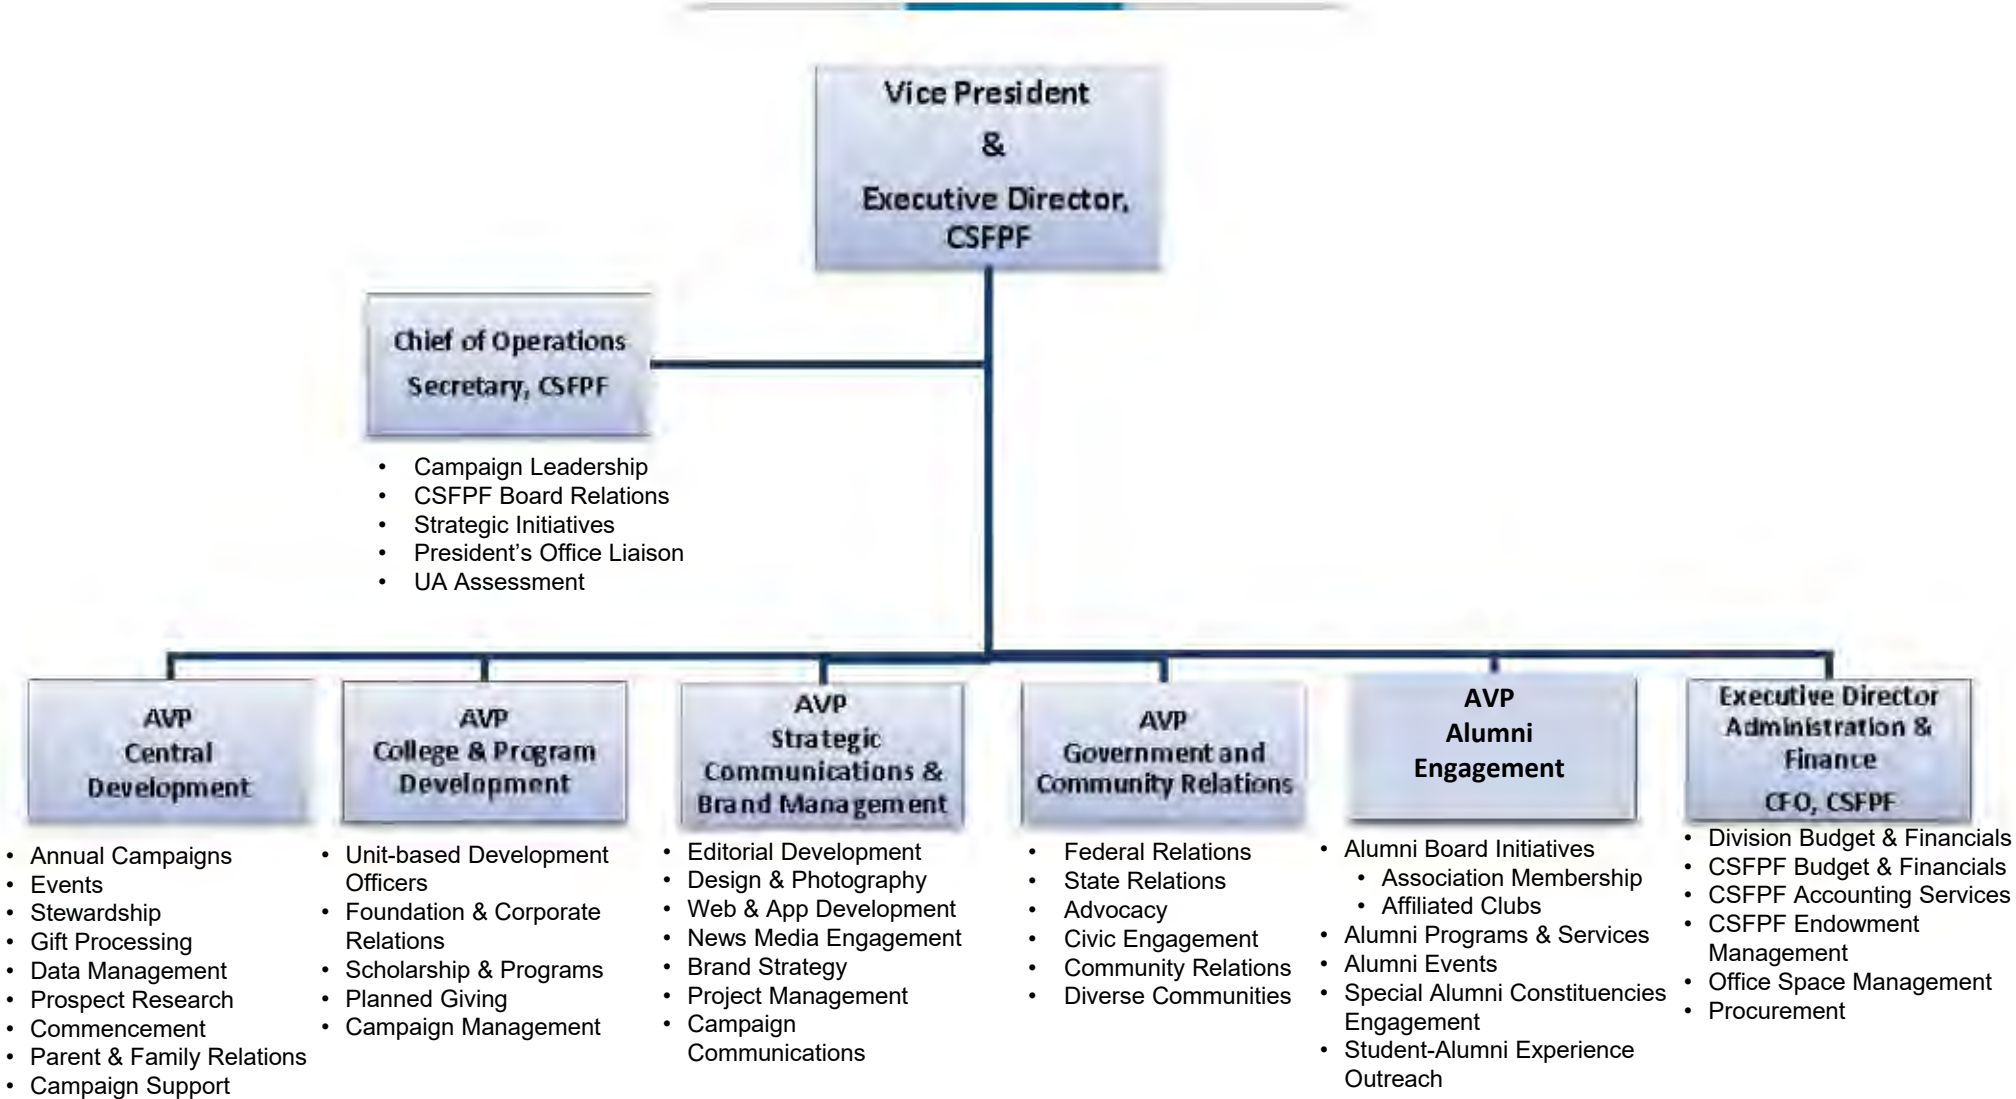 Vice President
&
Executive Director,
CSFPF
Chief of Operations
Secretary, CSFPF
• Campaign Leadership
• CSFPF Board Relations
• Strategic Initiatives
• President’s Office Liaison
• UA Assessment
AVP
Central
Development
• Annual Campaigns
• Events
• Stewardship
• Gift Processing
• Data Management
• Prospect Research
• Commencement
• Parent & Family Relations
• Campaign Support
AVP
College & Program
Development
• Unit-based Development
Officers
• Foundation & Corporate
Relations
• Scholarship & Programs
• Planned Giving
• Campaign Management
AVP
Strategic
Communications &
Brand Management
• Editorial Development
• Design & Photography
• Web & App Development
• News Media Engagement
• Brand Strategy
• Project Management
• Campaign
Communications
AVP
Government and
Community Relations
• Federal Relations
• State Relations
• Advocacy
• Civic Engagement
• Community Relations
• Diverse Communities
AVP
Alumni
Engagement
• Alumni Board Initiatives
• Association Membership
• Affiliated Clubs
• Alumni Programs & Services
• Alumni Events
• Special Alumni Constituencies
Engagement
• Student-Alumni Experience
Outreach
Executive Director
Administration &
Finance
CFO, CSFPF
• Division Budget & Financials
• CSFPF Budget & Financials
• CSFPF Accounting Services
• CSFPF Endowment
Management
• Office Space Management
• Procurement